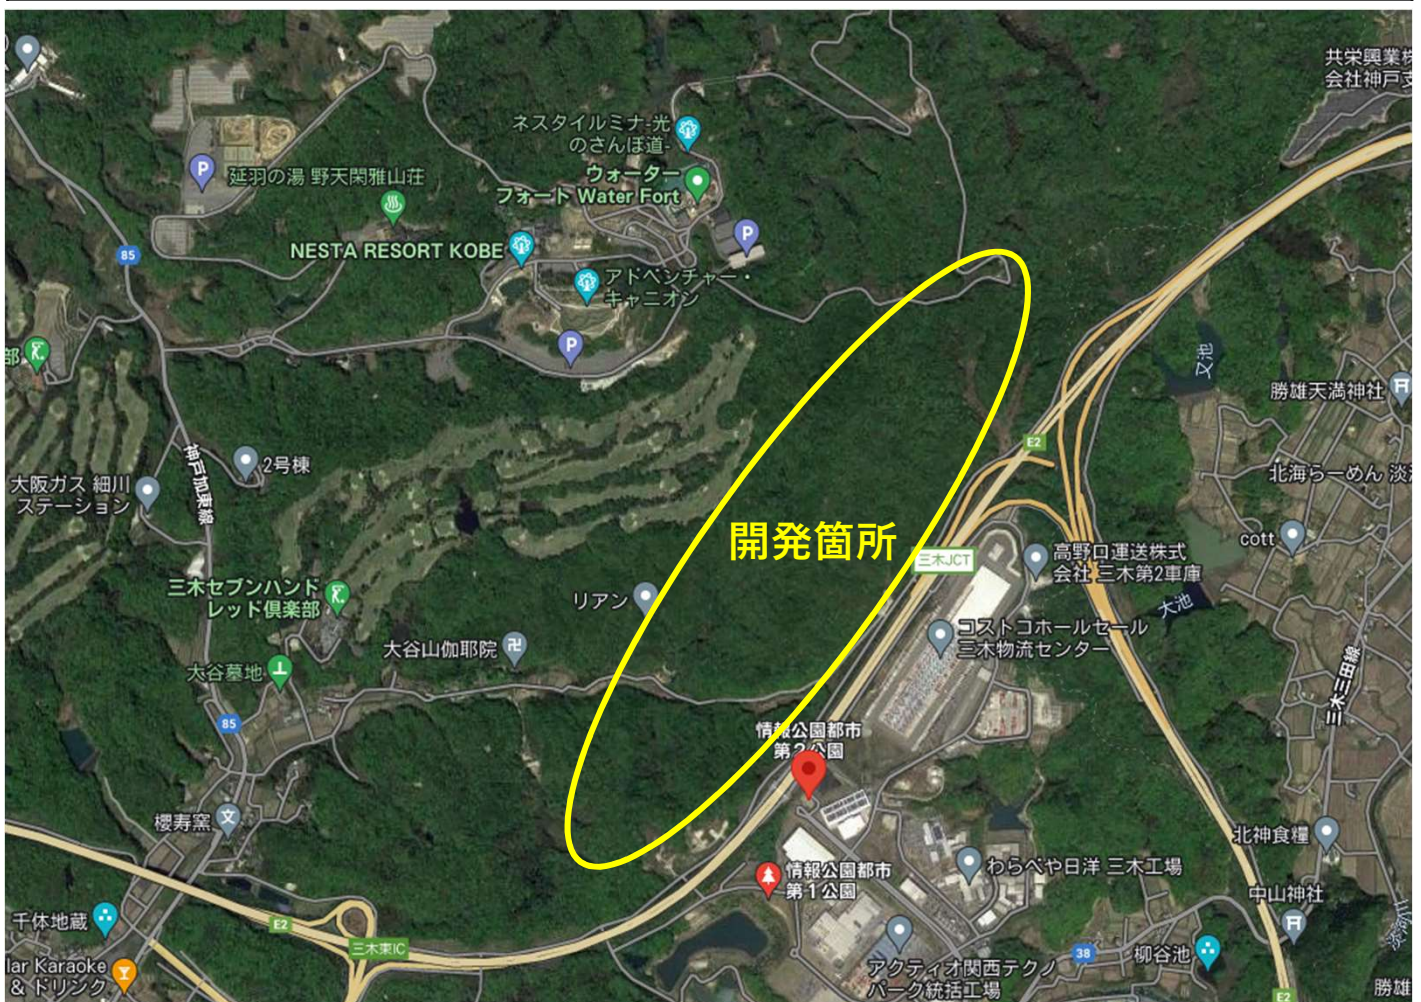 共栄興業株
会社神戸支
ネスタイルミナ-光
のさんぽ道-
ウォーター
フォート Water Fort
P
延羽の湯 野天閑雅山荘
NESTA RESORT KOBE
P
85
アドベンチャー・
キャニオン
P
又池
部
勝雄天満神社
E2
神戸加東線
2号棟
大阪ガス 細川
ステーション
北海らーめん 淡
開発箇所
cott
三木JCT
高野口運送株式
会社 三木第2車庫
三木セブンハンド
レッド倶楽部
リアン
大池
コストコホールセール
三木物流センター
大谷山伽耶院
卍
大谷墓地
三木三田線
85
情報公園都市
第2公園
櫻寿窯
文
北神食糧
わらべや日洋 三木工場
情報公園都市
第1公園
中山神社
千体地蔵
E2
三木東IC
38
柳谷池
淡河川
lar Karaoke
& ドリンク
アクティオ関西テクノ
パーク統括工場
E2
勝雄